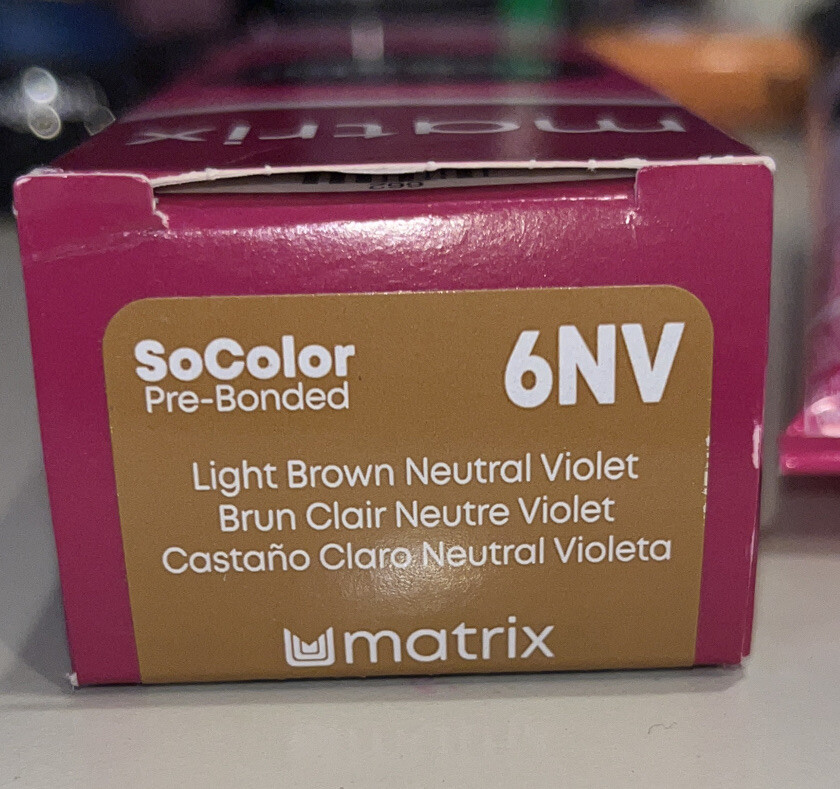 matrix
SoColor
6NV
Pre-Bonded
Light Brown Neutral Violet
Brun Clair Neutre Violet
Castaño Claro Neutral Violeta
matrix